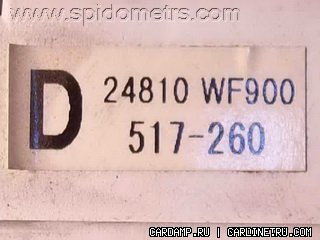 www.spidometrs.com
D 24810 WF900
517-260
CARDAMP.RU / CARDINETRU.COM